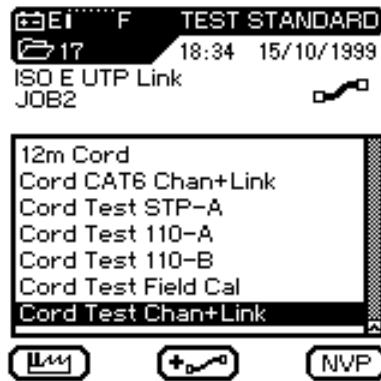 E F TEST STANDARD
17 18:34 15/10/1999
ISO E UTP Link
JOB2
12m Cord
Cord CAT6 Chan+Link
Cord Test STP-A
Cord Test 110-A
Cord Test 110-B
Cord Test Field Cal
Cord Test Chan+Link
NVP